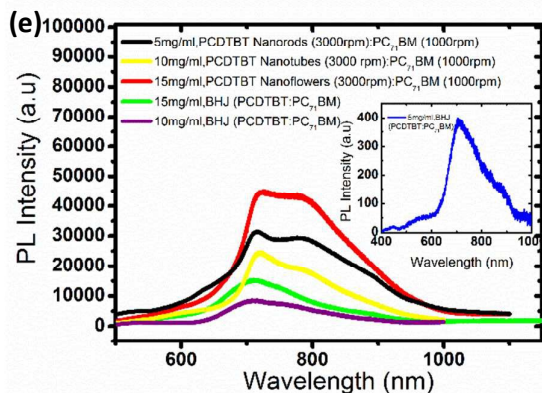 (e)
100000
90000
80000
70000
60000
50000
40000
30000
20000
10000
0
PL Intensity (a.u)
5mg/ml,PCDTBT Nanorods (3000rpm):PC₇₁BM (1000rpm)
10mg/ml,PCDTBT Nanotubes (3000 rpm):PC₇₁BM (1000rpm)
15mg/ml,PCDTBT Nanoflowers (3000rpm):PC₇₁BM (1000rpm)
15mg/ml,BHJ (PCDTBT:PC₇₁BM)
10mg/ml,BHJ (PCDTBT:PC₇₁BM)
5mg/ml,BHJ
(PCDTBT:PC₇₁BM)
400
300
200
100
0
PL Intensity (a.u
400 600 800 100
Wavelength (nm)
600 800 1000
Wavelength (nm)